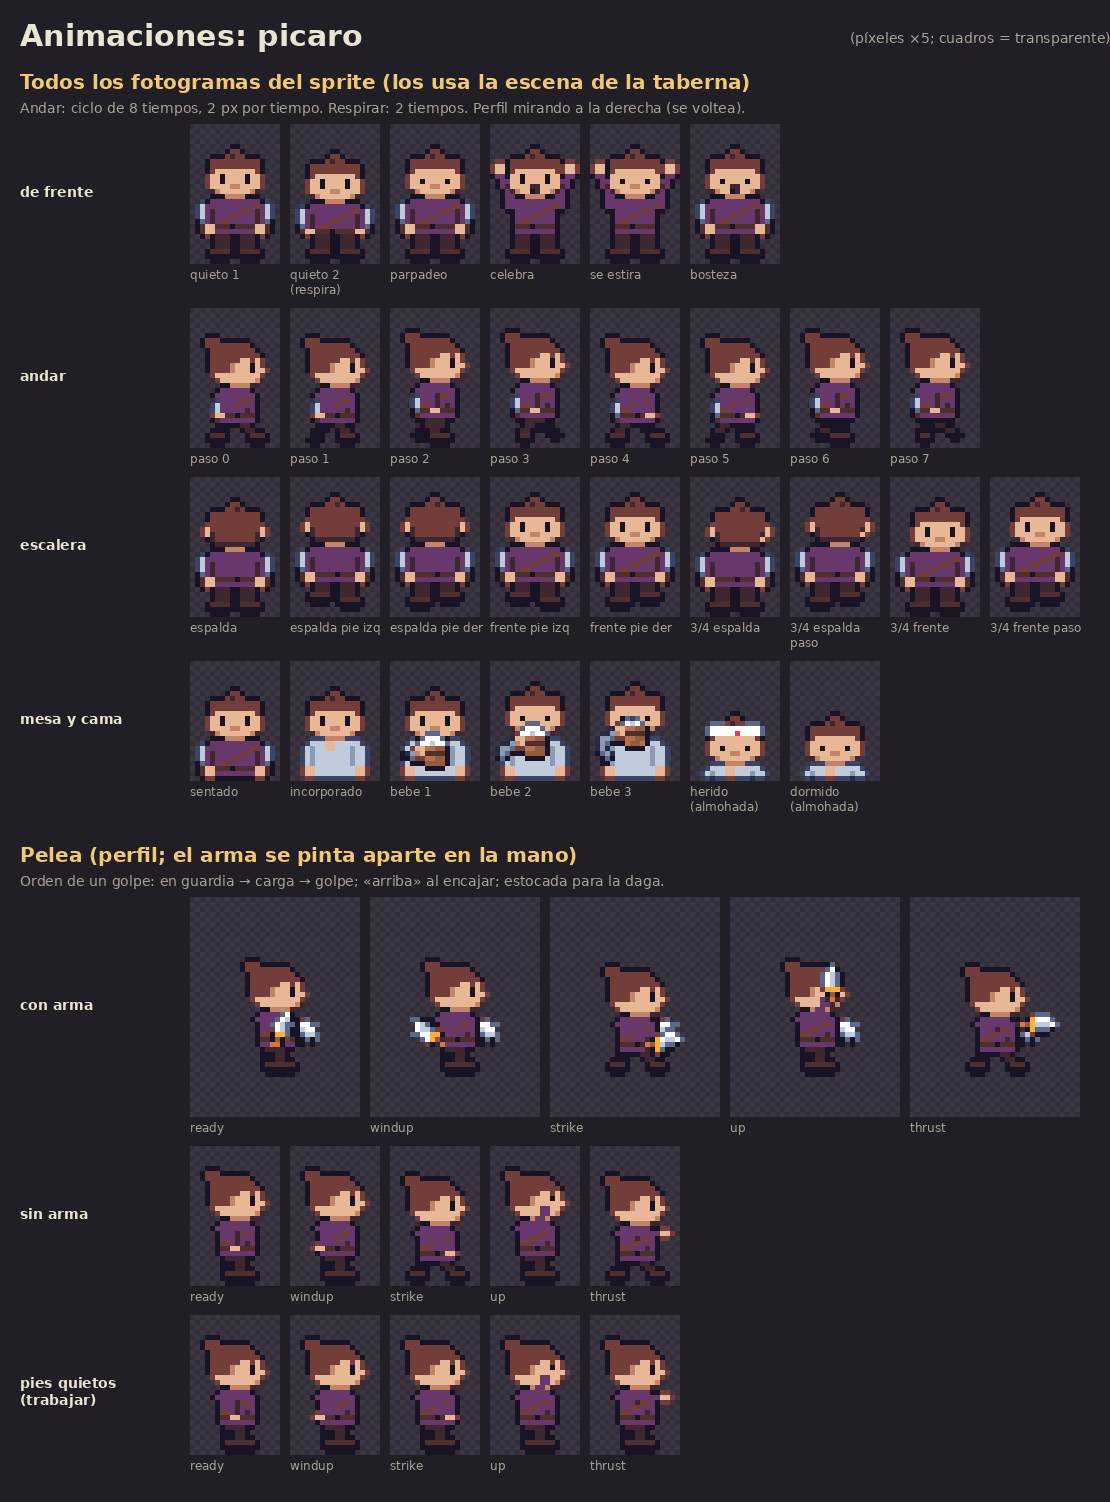 Animaciones: picaro
(píxeles ×5; cuadros = transparente)
Todos los fotogramas del sprite (los usa la escena de la taberna)
Andar: ciclo de 8 tiempos, 2 px por tiempo. Respirar: 2 tiempos. Perfil mirando a la derecha (se voltea).
de frente
quieto 1
quieto 2
(respira)
parpadeo
celebra
se estira
bosteza
andar
paso 0
paso 1
paso 2
paso 3
paso 4
paso 5
paso 6
paso 7
escalera
espalda
espalda pie izq
espalda pie der
frente pie izq
frente pie der
3/4 espalda
3/4 espalda
paso
3/4 frente
3/4 frente paso
mesa y cama
sentado
incorporado
bebe 1
bebe 2
bebe 3
herido
(almohada)
dormido
(almohada)
Pelea (perfil; el arma se pinta aparte en la mano)
Orden de un golpe: en guardia → carga → golpe; «arriba» al encajar; estocada para la daga.
con arma
ready
windup
strike
up
thrust
sin arma
ready
windup
strike
up
thrust
pies quietos
(trabajar)
ready
windup
strike
up
thrust